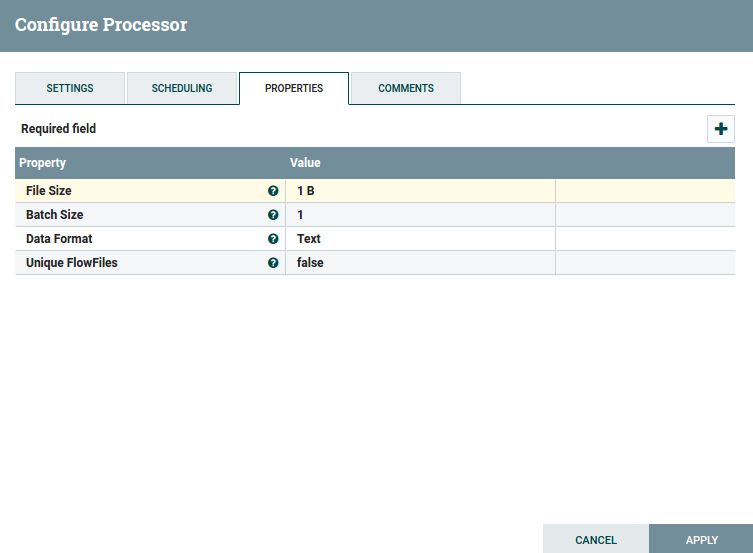 Configure Processor
SETTINGS SCHEDULING PROPERTIES COMMENTS
Required field
Property Value
File Size 1 B
Batch Size 1
Data Format Text
Unique FlowFiles false
CANCEL APPLY